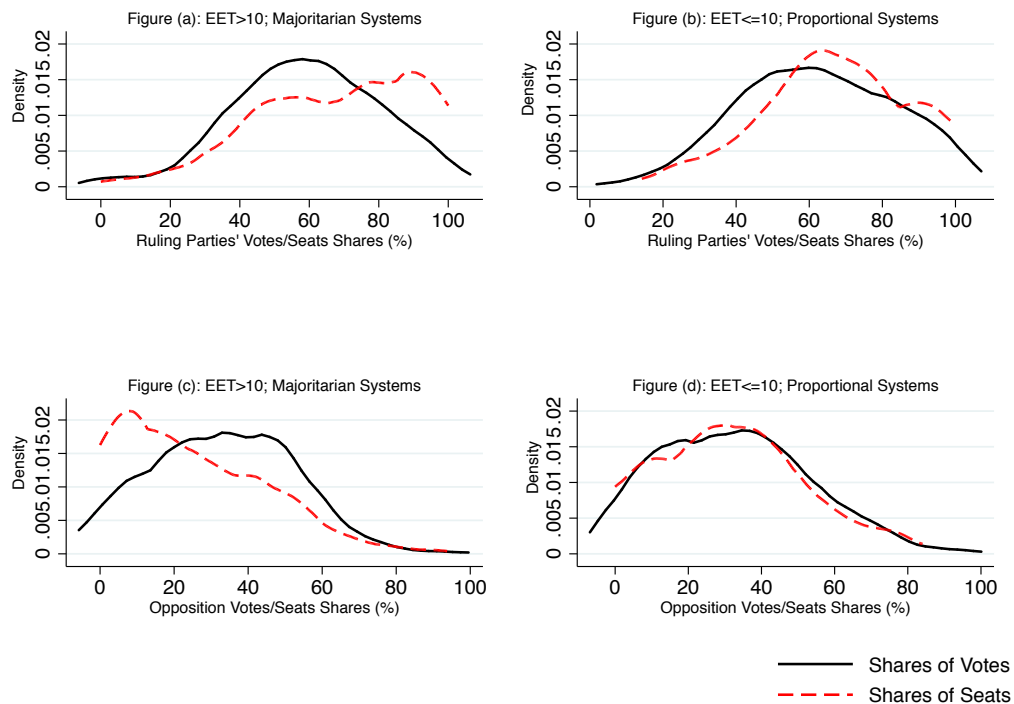 Figure (a): EET>10; Majoritarian Systems
Density
0 .005 .01 .015 .02
0 20 40 60 80 100
Ruling Parties' Votes/Seats Shares (%)
Figure (b): EET<=10; Proportional Systems
Density
0 .005 .01 .015 .02
0 20 40 60 80 100
Ruling Parties' Votes/Seats Shares (%)
Figure (c): EET>10; Majoritarian Systems
Density
0 .005 .01 .015 .02
0 20 40 60 80 100
Opposition Votes/Seats Shares (%)
Figure (d): EET<=10; Proportional Systems
Density
0 .005 .01 .015 .02
0 20 40 60 80 100
Opposition Votes/Seats Shares (%)
Shares of Votes
Shares of Seats